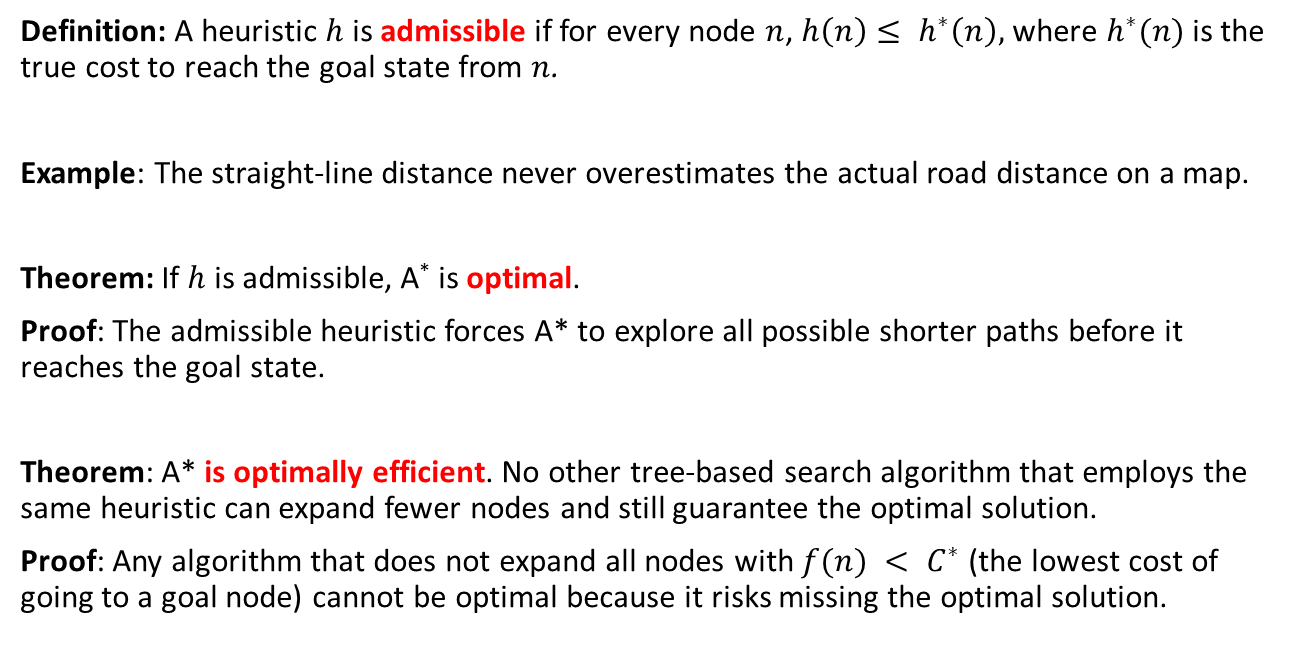 Definition: A heuristic h is admissible if for every node n, h(n) ≤ h*(n), where h*(n) is the
true cost to reach the goal state from n.
Example: The straight-line distance never overestimates the actual road distance on a map.
Theorem: If h is admissible, A* is optimal.
Proof: The admissible heuristic forces A* to explore all possible shorter paths before it
reaches the goal state.
Theorem: A* is optimally efficient. No other tree-based search algorithm that employs the
same heuristic can expand fewer nodes and still guarantee the optimal solution.
Proof: Any algorithm that does not expand all nodes with f(n) < C* (the lowest cost of
going to a goal node) cannot be optimal because it risks missing the optimal solution.